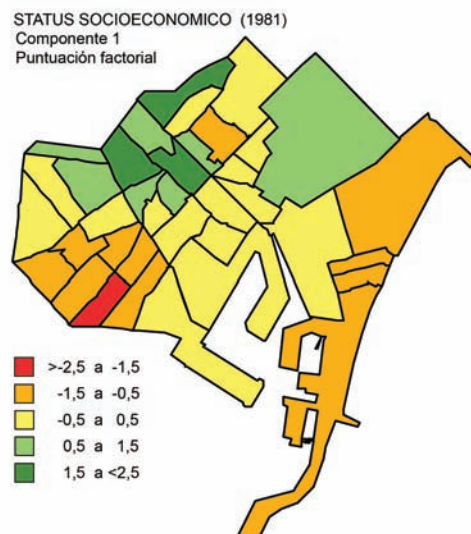 STATUS SOCIOECONOMICO (1981)
Componente 1
Puntuación factorial
>-2,5 a -1,5
-1,5 a -0,5
-0,5 a 0,5
0,5 a 1,5
1,5 a <2,5